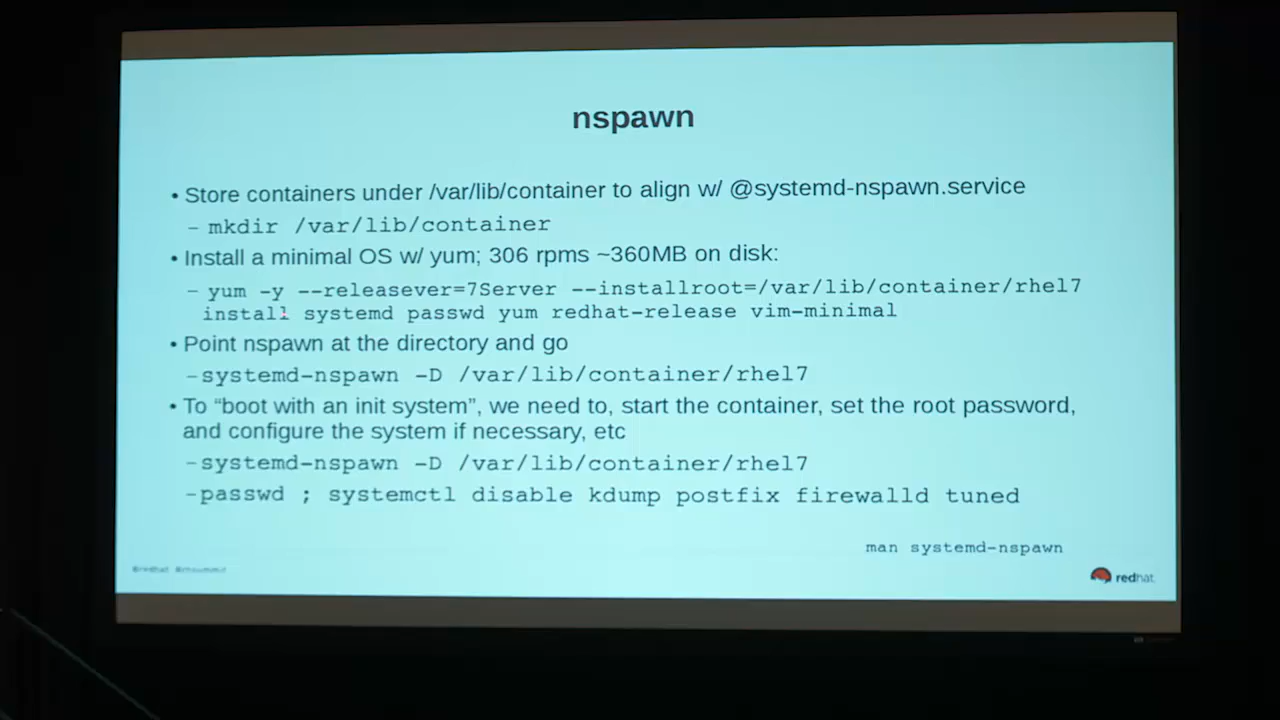 nspawn
• Store containers under /var/lib/container to align w/ @systemd-nspawn.service
– mkdir /var/lib/container
• Install a minimal OS w/ yum; 306 rpms ~360MB on disk:
– yum -y --releasever=7Server --installroot=/var/lib/container/rhel7
install systemd passwd yum redhat-release vim-minimal
• Point nspawn at the directory and go
–systemd-nspawn -D /var/lib/container/rhel7
• To “boot with an init system”, we need to, start the container, set the root password,
and configure the system if necessary, etc
–systemd-nspawn -D /var/lib/container/rhel7
–passwd ; systemctl disable kdump postfix firewalld tuned
man systemd-nspawn
#redhat #rhsummit
redhat.